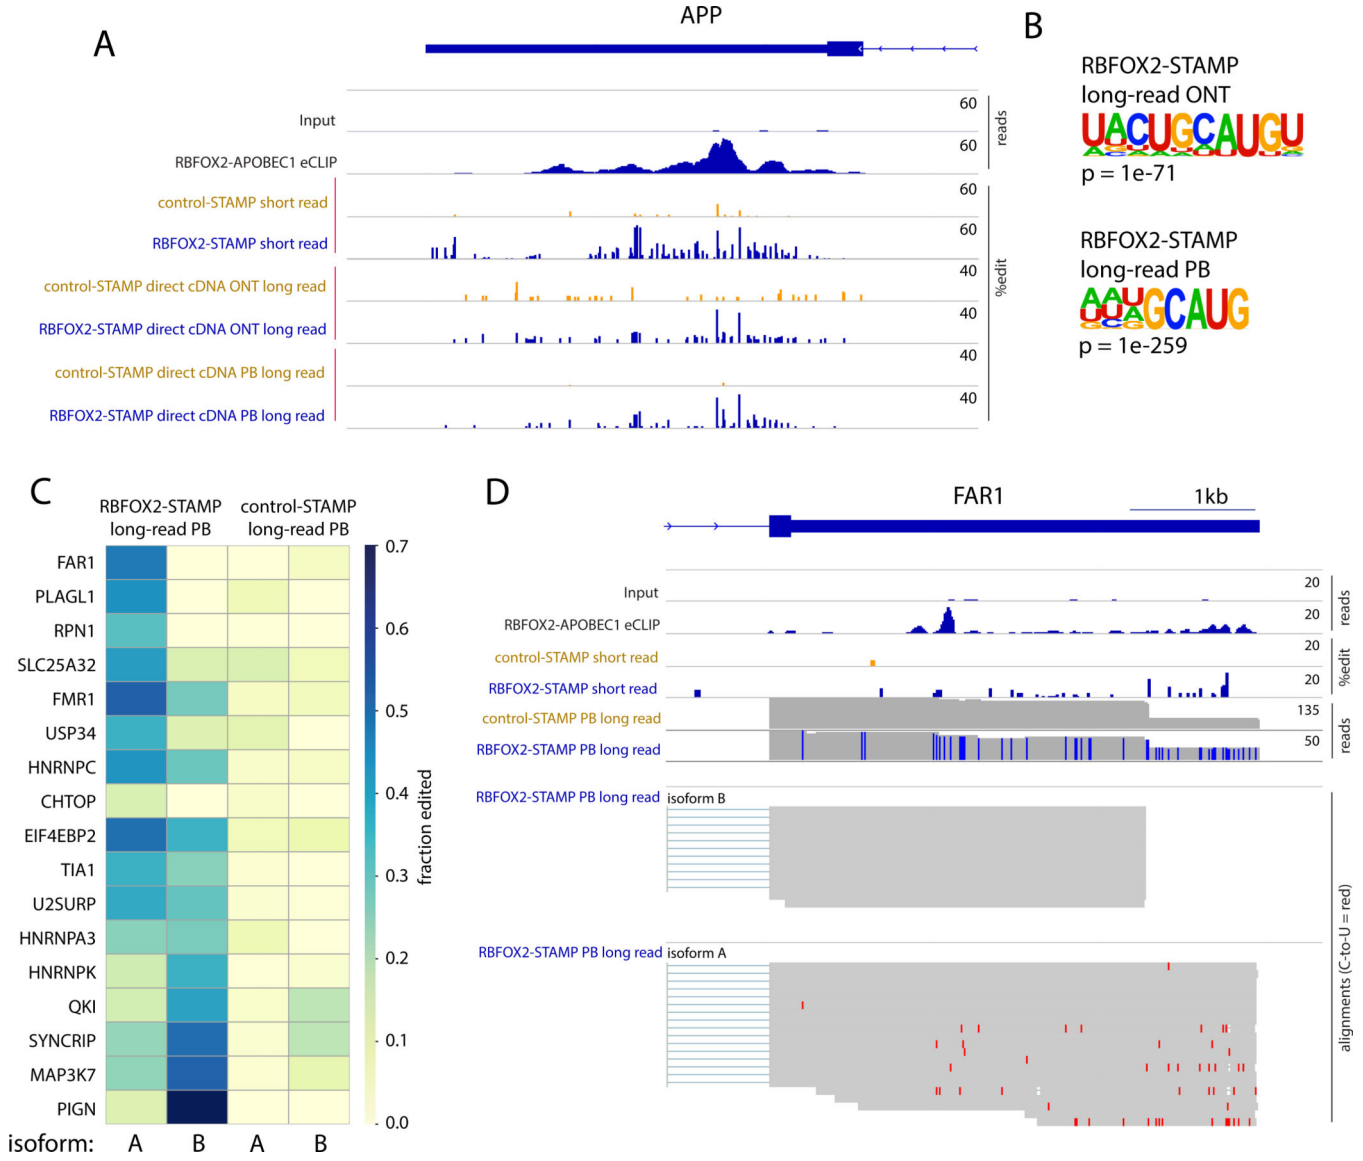 A
APP
Input
60
RBFOX2-APOBEC1 eCLIP
60
reads
control-STAMP short read
60
RBFOX2-STAMP short read
60
control-STAMP direct cDNA ONT long read
40
RBFOX2-STAMP direct cDNA ONT long read
40
control-STAMP direct cDNA PB long read
40
RBFOX2-STAMP direct cDNA PB long read
40
%edit
B
RBFOX2-STAMP
long-read ONT
UACUGCAUGU
p = 1e-71
RBFOX2-STAMP
long-read PB
AAUGCAUG
p = 1e-259
C
RBFOX2-STAMP control-STAMP
long-read PB long-read PB
FAR1
PLAGL1
RPN1
SLC25A32
FMR1
USP34
HNRNPC
CHTOP
EIF4EBP2
TIA1
U2SURP
HNRNPA3
HNRNPK
QKI
SYNCRIP
MAP3K7
PIGN
isoform: A B A B
0.7
0.6
0.5
0.4
0.3
0.2
0.1
0.0
fraction edited
D
FAR1
1kb
Input
20
RBFOX2-APOBEC1 eCLIP
20
reads
control-STAMP short read
20
RBFOX2-STAMP short read
20
%edit
control-STAMP PB long read
135
RBFOX2-STAMP PB long read
50
reads
RBFOX2-STAMP PB long read isoform B
RBFOX2-STAMP PB long read isoform A
alignments (C-to-U = red)